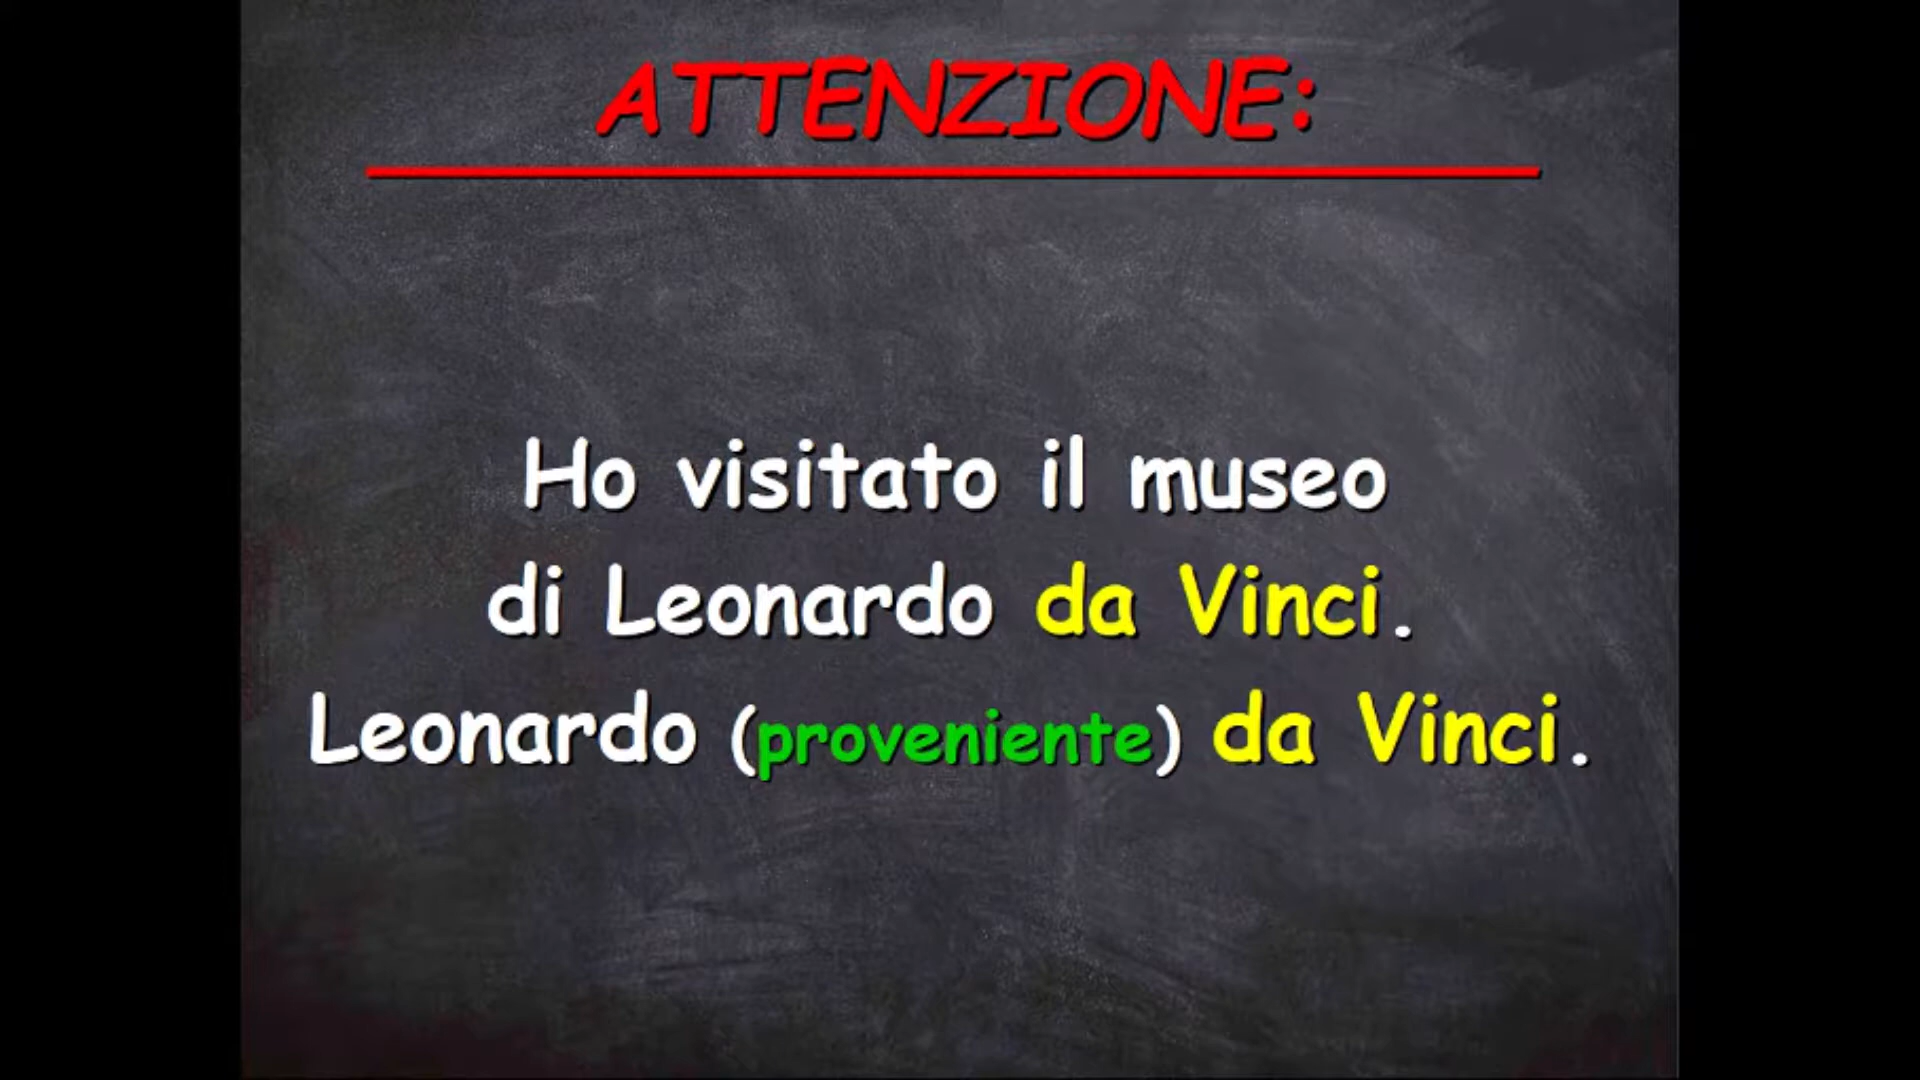 ATTENZIONE:
Ho visitato il museo
di Leonardo da Vinci.
Leonardo (proveniente) da Vinci.